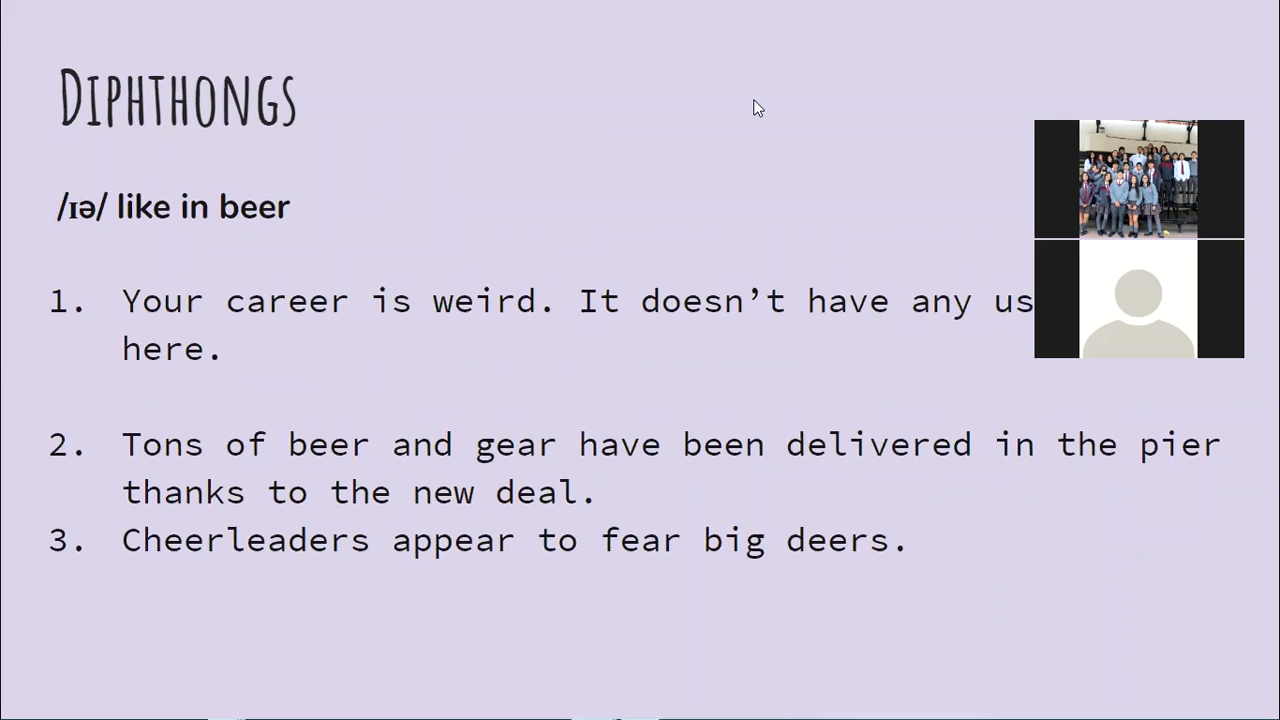 Diphthongs
/ɪə/ like in beer
1. Your career is weird. It doesn’t have any
here.
2. Tons of beer and gear have been delivered in the pier
thanks to the new deal.
3. Cheerleaders appear to fear big deers.